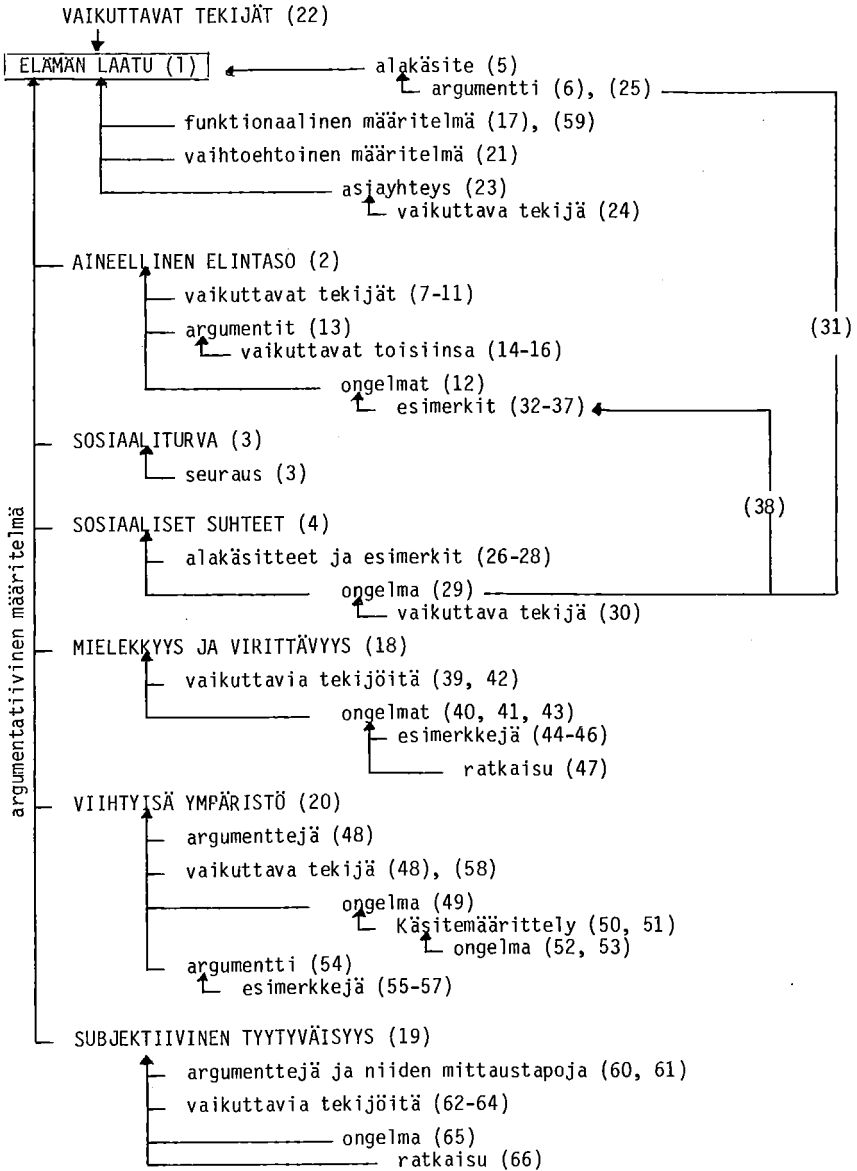 VAIKUTTAVAT TEKIJÄT (22)
ELÄMÄN LAATU (1)
alakäsite (5)
argumentti (6), (25)
funktionaalinen määritelmä (17), (59)
vaihtoehtoinen määritelmä (21)
asiayhteys (23)
vaikuttava tekijä (24)
AINEELLINEN ELINTASO (2)
vaikuttavat tekijät (7-11)
argumentit (13)
(31)
vaikuttavat toisiinsa (14-16)
ongelmat (12)
esimerkit (32-37)
SOSIAALITURVA (3)
seuraus (3)
(38)
SOSIAALISET SUHTEET (4)
alakäsitteet ja esimerkit (26-28)
ongelma (29)
vaikuttava tekijä (30)
argumentatiivinen määritelmä
MIELEKKYYS JA VIRITTÄVYYS (18)
vaikuttavia tekijöitä (39, 42)
ongelmat (40, 41, 43)
esimerkkejä (44-46)
ratkaisu (47)
VIIHTYISÄ YMPÄRISTÖ (20)
argumenttejä (48)
vaikuttava tekijä (48), (58)
ongelma (49)
Käsitemäärittely (50, 51)
ongelma (52, 53)
argumentti (54)
esimerkkejä (55-57)
SUBJEKTIIVINEN TYYTYVÄISYYS (19)
argumenttejä ja niiden mittaustapoja (60, 61)
vaikuttavia tekijöitä (62-64)
ongelma (65)
ratkaisu (66)